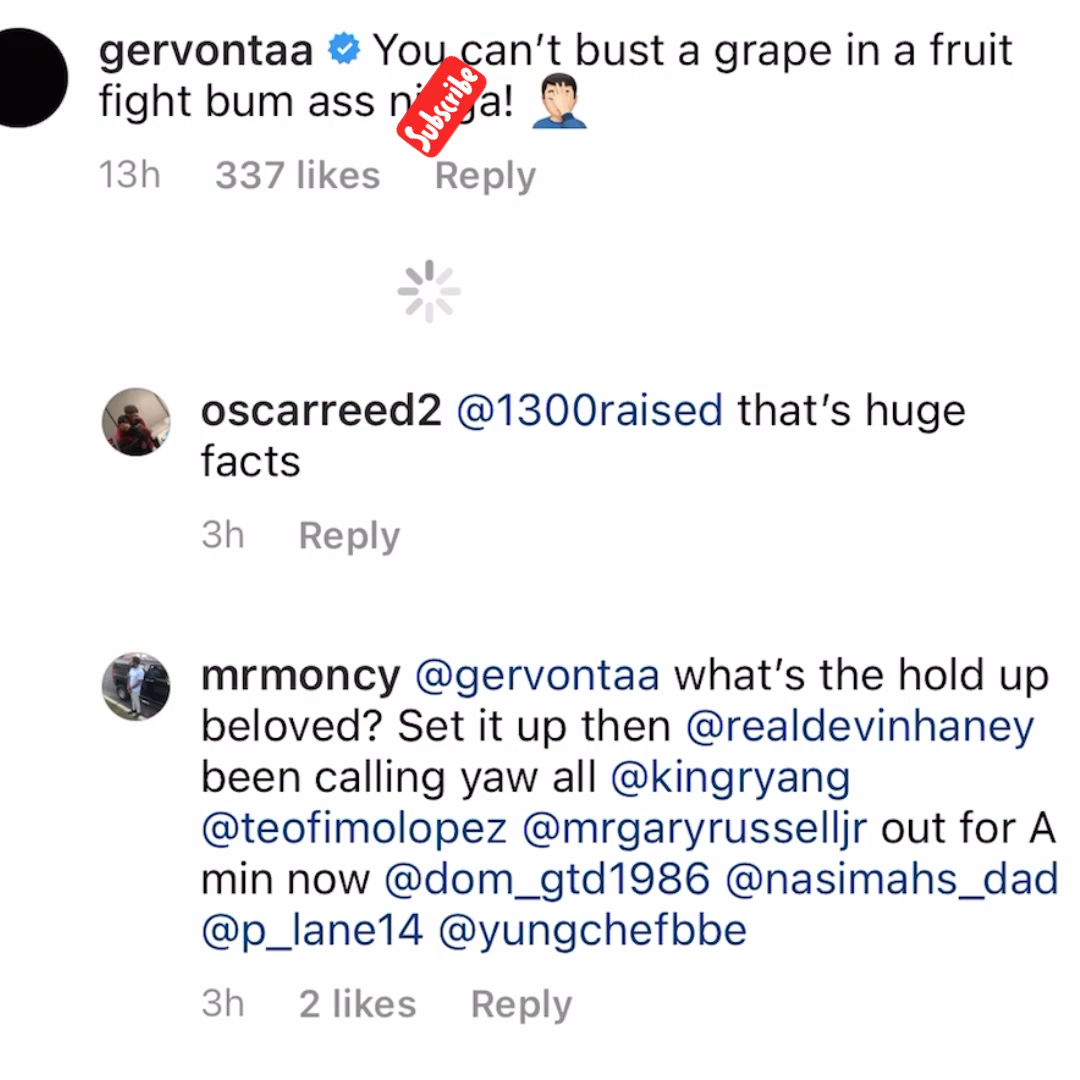 gervontaa You can't bust a grape in a fruit
fight bum ass ni ga!
Subscribe
13h 337 likes Reply
oscarreed2 @1300raised that's huge
facts
3h Reply
mrmoncy @gervontaa what's the hold up
beloved? Set it up then @realdevinhaney
been calling yaw all @kingryang
@teofimolopez @mrgaryrusselljr out for A
min now @dom_gtd1986 @nasimahs_dad
@p_lane14 @yungchefbbe
3h 2 likes Reply